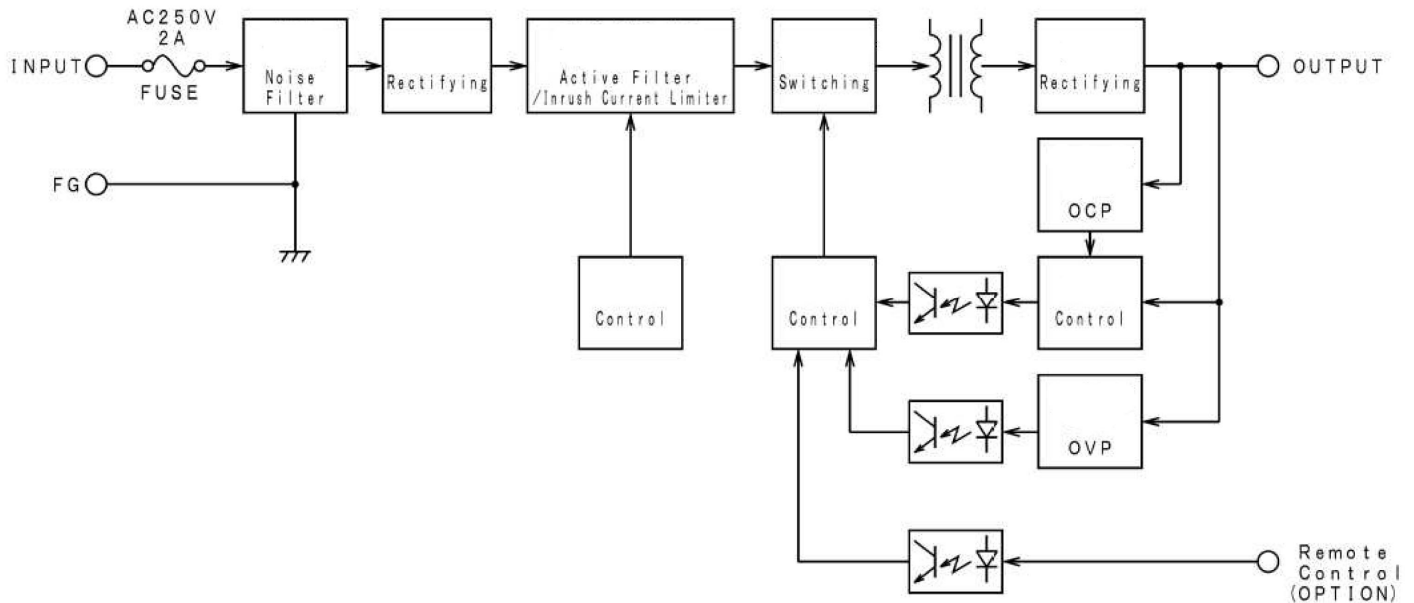 AC250V
2A
INPUT
FUSE
Noise
Filter
Rectifying
Active Filter
/Inrush Current Limiter
Switching
Rectifying
OUTPUT
FG
OCP
Control
Control
Control
OVP
Remote
Control
(OPTION)